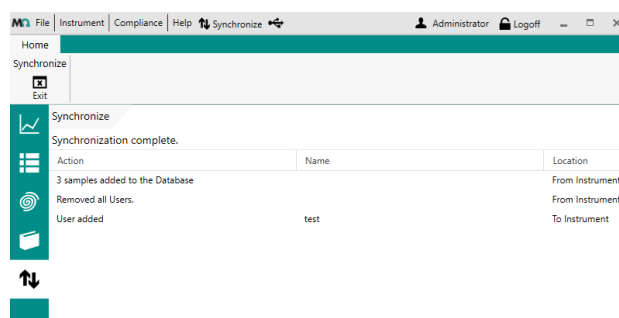 File Instrument Compliance Help Synchronize Administrator Logoff
Home
Synchronize
Exit
Synchronize
Synchronization complete.
Action Name Location
3 samples added to the Database From Instrument
Removed all Users. From Instrument
User added test To Instrument